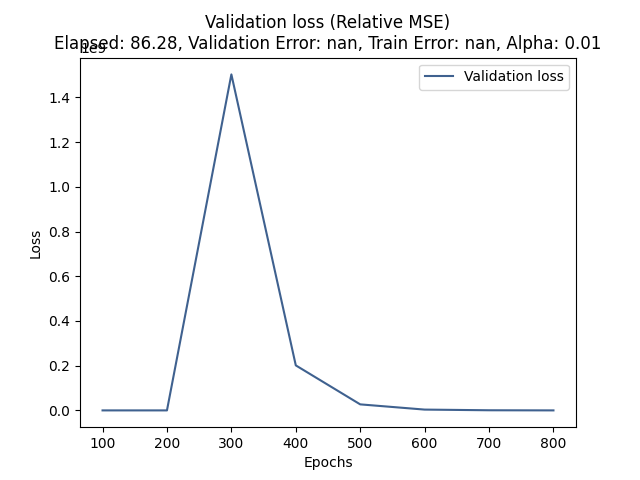 Validation loss (Relative MSE)
Elapsed: 86.28, Validation Error: nan, Train Error: nan, Alpha: 0.01
1e9
Validation loss
1.4
1.2
1.0
0.8
0.6
0.4
0.2
0.0
Loss
100 200 300 400 500 600 700 800
Epochs